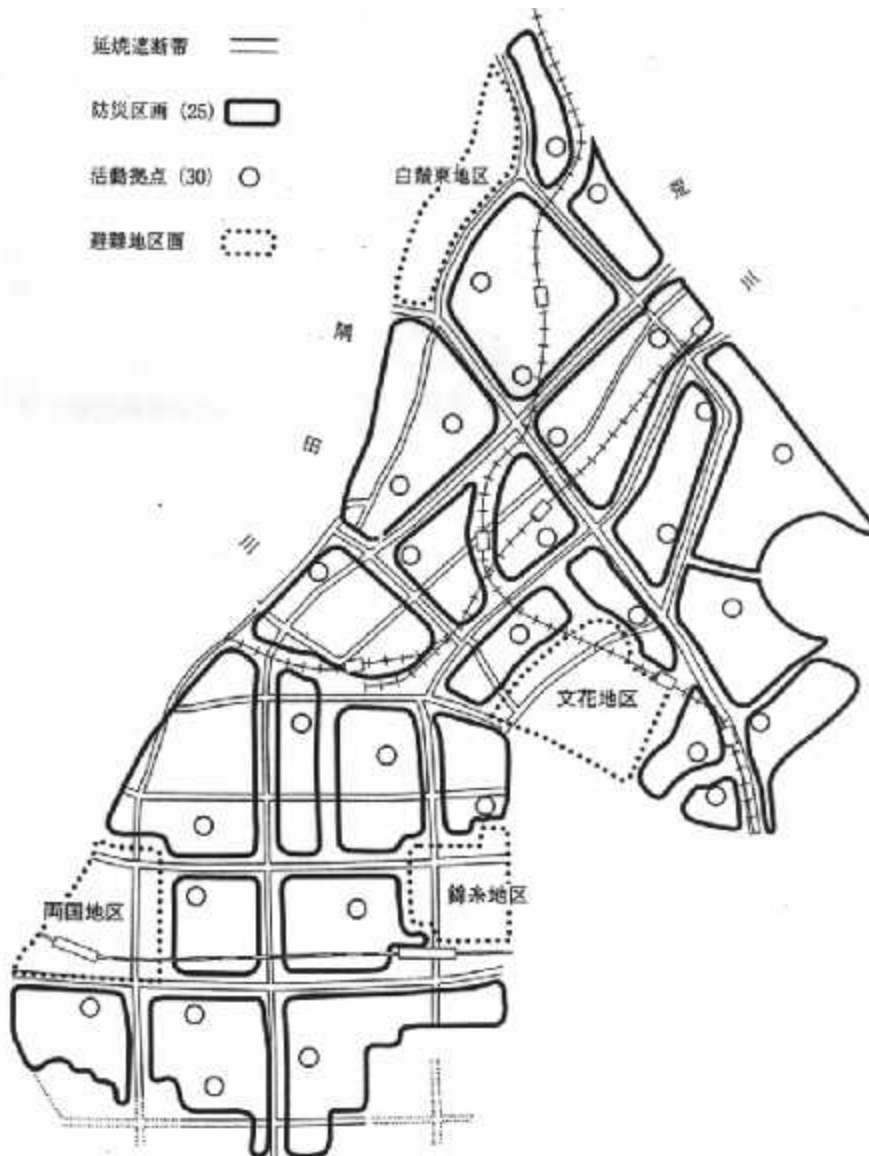 延焼遮断帯
防災区画 (25)
活動拠点 (30)
避難地区画
白鬚東地区
荒
川
隅
田
川
文花地区
両国地区
錦糸地区